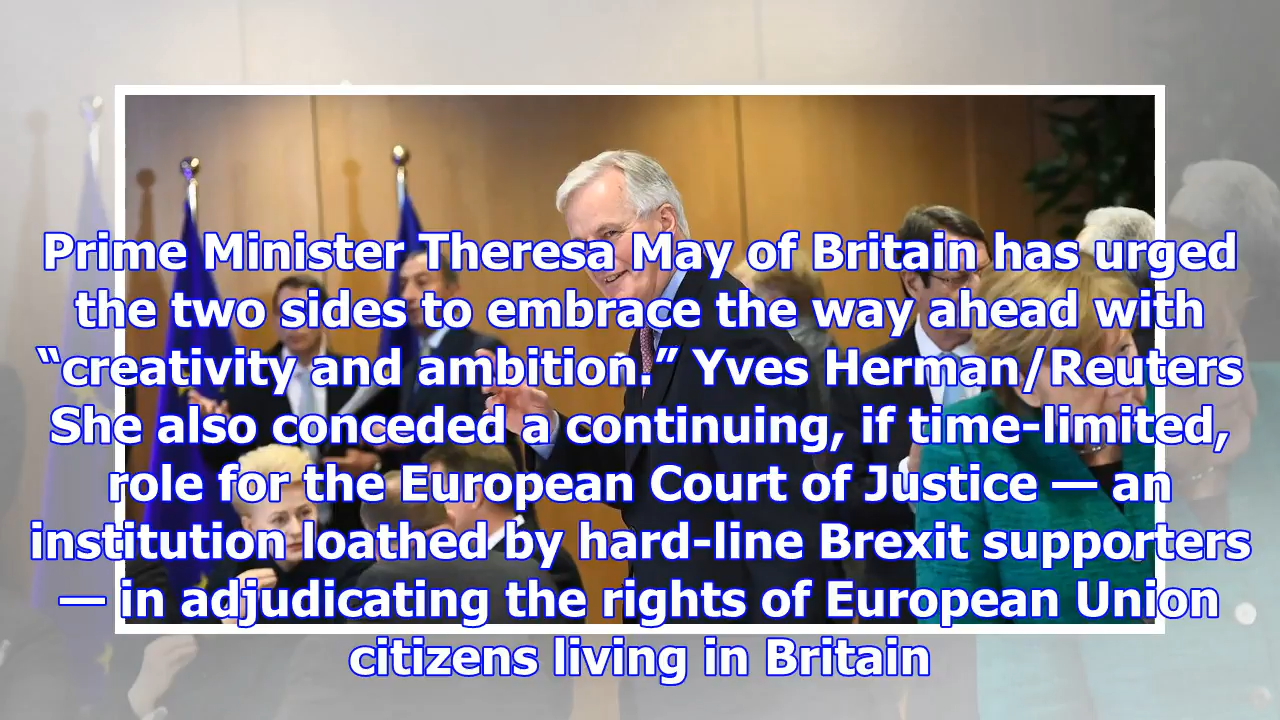 Prime Minister Theresa May of Britain has urged
the two sides to embrace the way ahead with
“creativity and ambition.” Yves Herman/Reuters
She also conceded a continuing, if time-limited,
role for the European Court of Justice — an
institution loathed by hard-line Brexit supporters
— in adjudicating the rights of European Union
citizens living in Britain